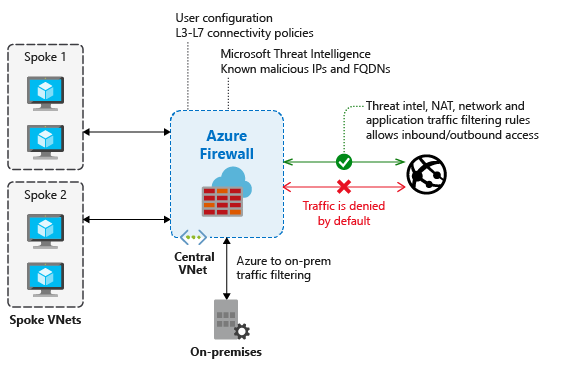 User configuration
L3-L7 connectivity policies
Microsoft Threat Intelligence
Known malicious IPs and FQDNs
Spoke 1
Spoke 2
Spoke VNets
Azure
Firewall
Central
VNet
Threat intel, NAT, network and
application traffic filtering rules
allows inbound/outbound access
Traffic is denied
by default
Azure to on-prem
traffic filtering
On-premises